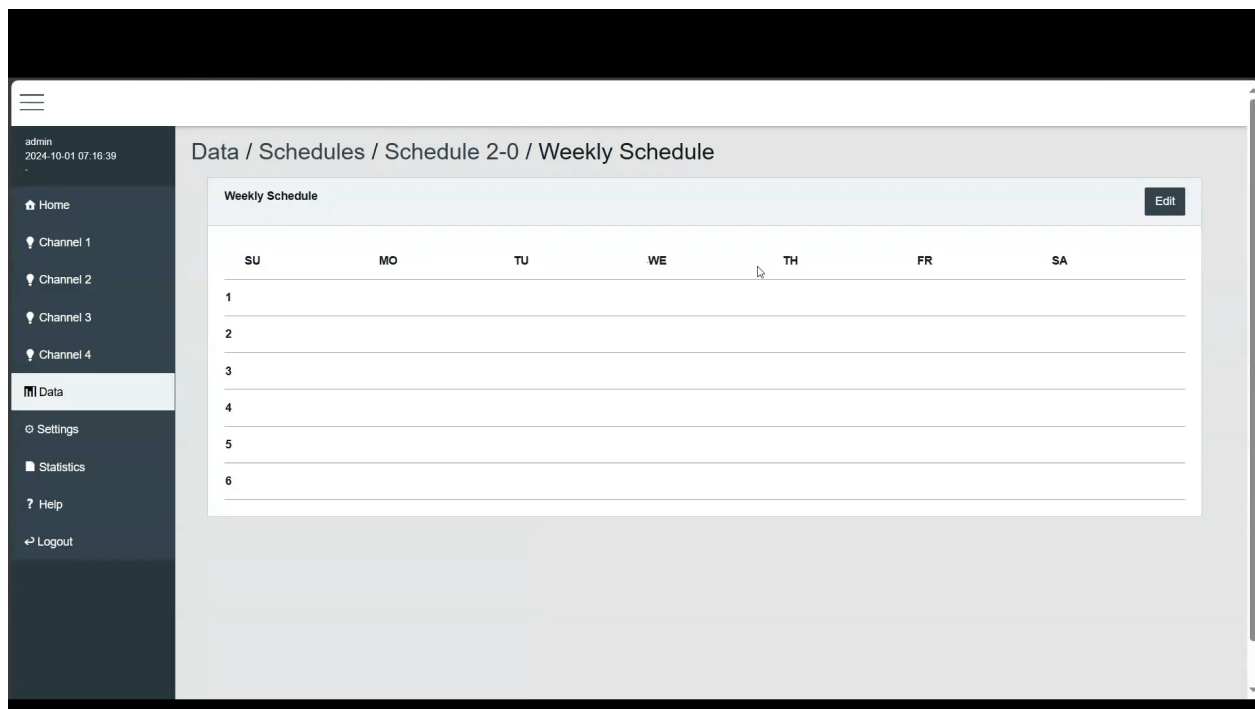 admin
2024-10-01 07:16:39
-
Home
Channel 1
Channel 2
Channel 3
Channel 4
Data
Settings
Statistics
? Help
Logout
Data / Schedules / Schedule 2-0 / Weekly Schedule
Weekly Schedule
Edit
SU MO TU WE TH FR SA
1
2
3
4
5
6